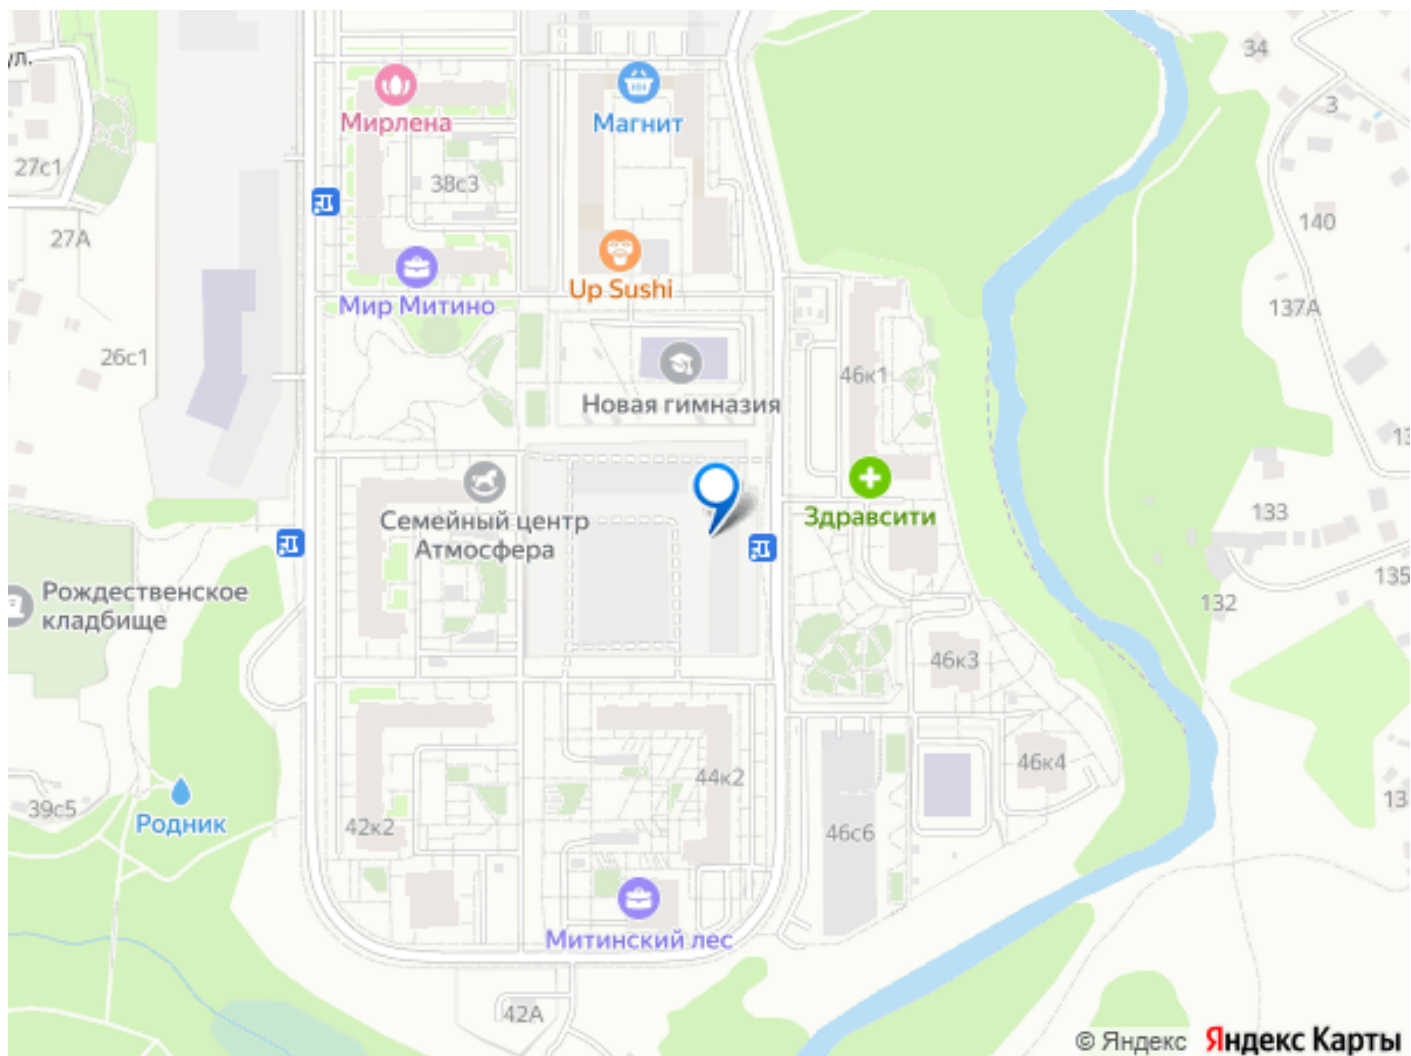 ул.
34
3
Мирлена
Магнит
27с1
38с3
140
27А
Up Sushi
Мир Митино
137А
26с1
46к1
Новая гимназия
13
Семейный центр
Атмосфера
Здравсити
133
135
Рождественское
кладбище
132
46к3
46к4
44к2
39с5
Родник
42к2
46с6
13
Митинский лес
42А
© Яндекс Яндекс Карты